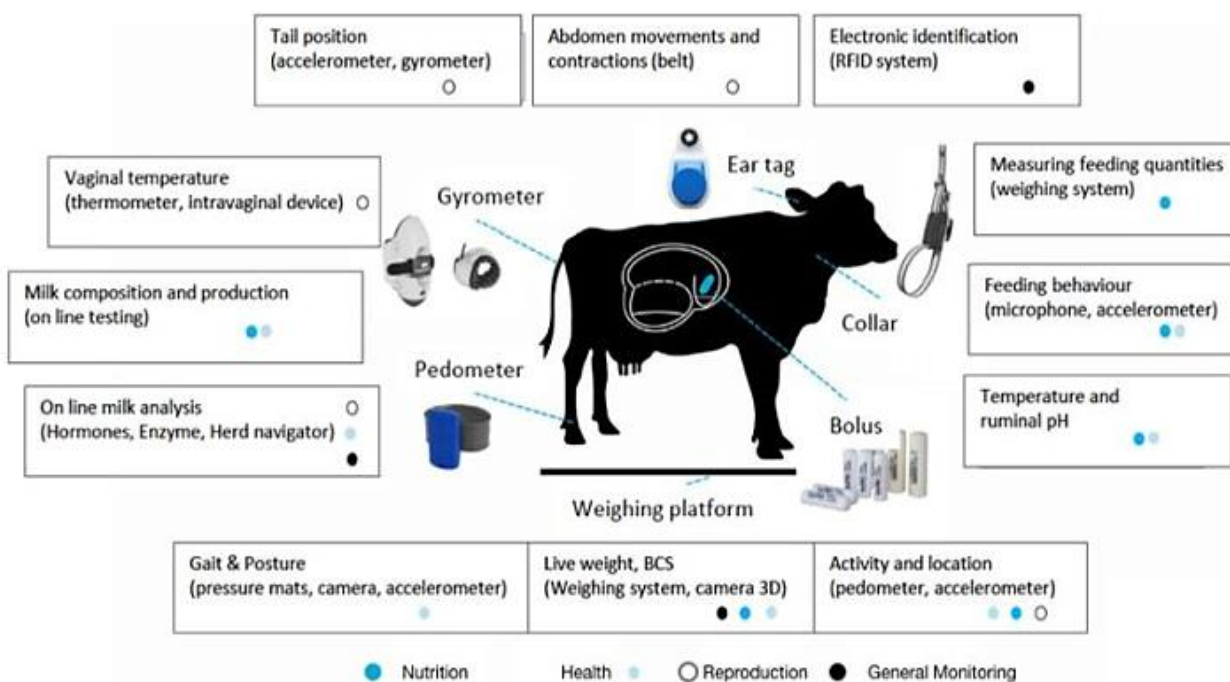 Tail position
(accelerometer, gyrometer)
Abdomen movements and
contractions (belt)
Electronic identification
(RFID system)
Vaginal temperature
(thermometer, intravaginal device)
Gyrometer
Ear tag
Measuring feeding quantities
(weighing system)
Milk composition and production
(on line testing)
Collar
Feeding behaviour
(microphone, accelerometer)
Pedometer
On line milk analysis
(Hormones, Enzyme, Herd navigator)
Bolus
Temperature and
ruminal pH
Weighing platform
Gait & Posture
(pressure mats, camera, accelerometer)
Live weight, BCS
(Weighing system, camera 3D)
Activity and location
(pedometer, accelerometer)
Nutrition
Health
Reproduction
General Monitoring